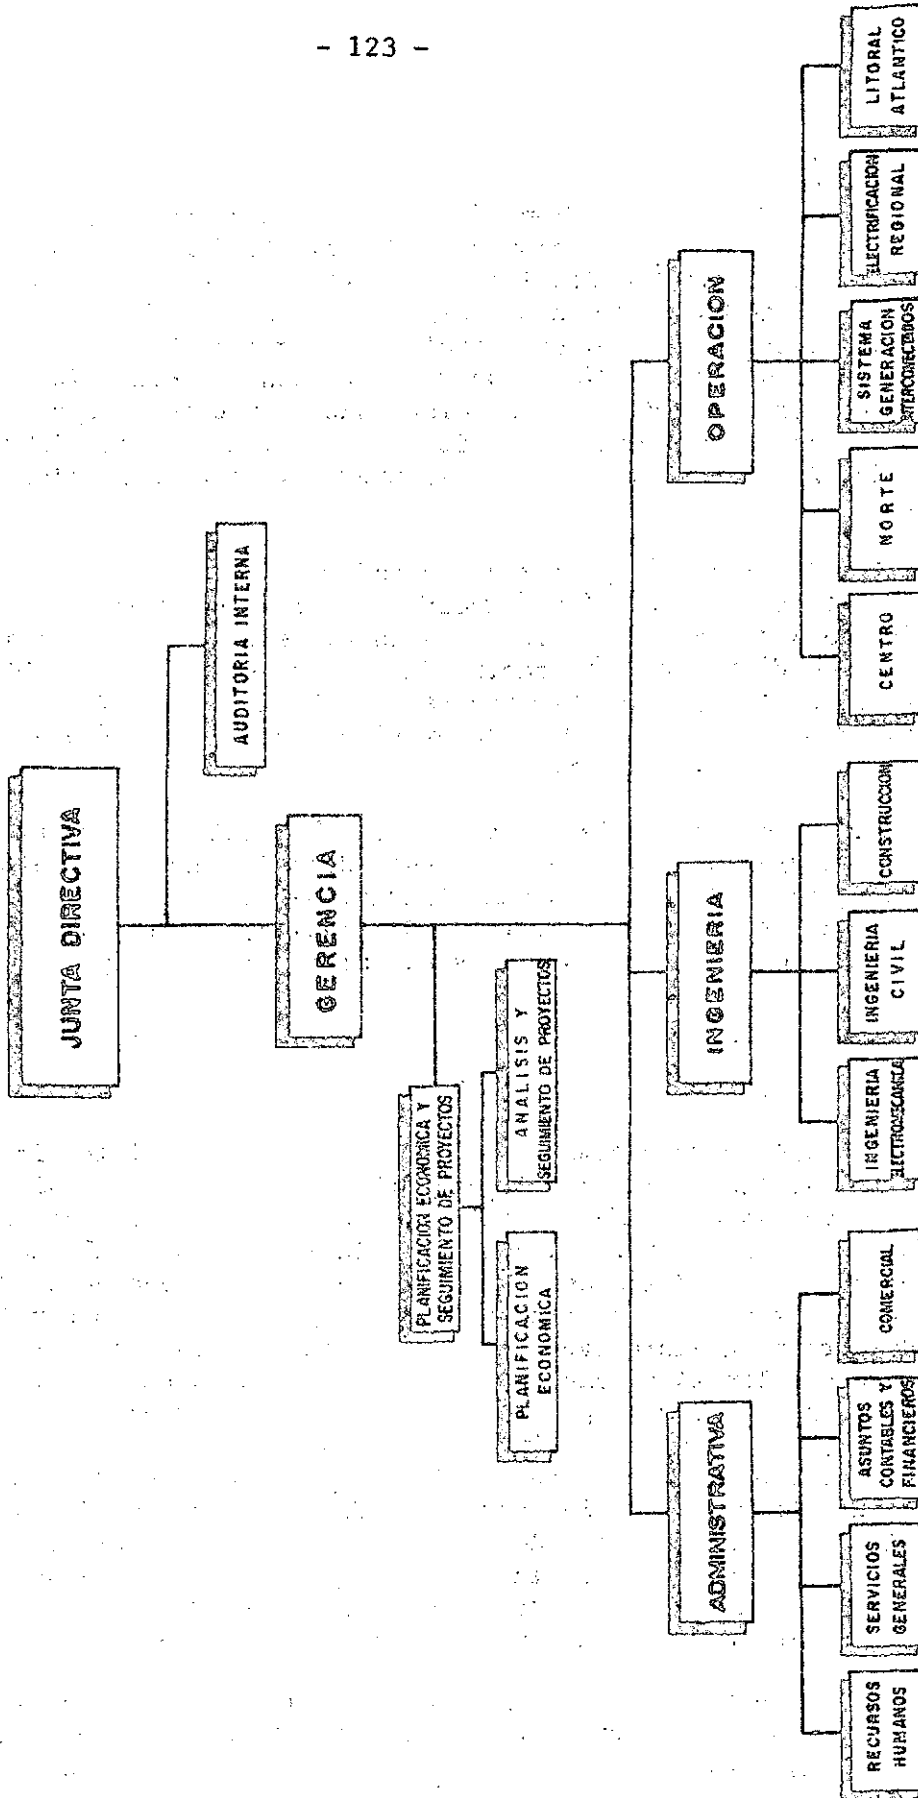 - 123 -
JUNTA DIRECTIVA
AUDITORIA INTERNA
GERENCIA
PLANIFICACION ECONOMICA Y
SEGUIMIENTO DE PROYECTOS
PLANIFICACION
ECONOMICA
ANALISIS Y
SEGUIMIENTO DE PROYECTOS
ADMINISTRATIVA
INGENIERIA
OPERACION
RECURSOS
HUMANOS
SERVICIOS
GENERALES
ASUNTOS
CONTABLES Y
FINANCIEROS
COMERCIAL
INGENIERIA
ELECTROMECANICA
INGENIERIA
CIVIL
CONSTRUCCION
CENTRO
NORTE
SISTEMA
GENERACION
INTERCONECTADOS
ELECTRIFICACION
REGIONAL
LITORAL
ATLANTICO